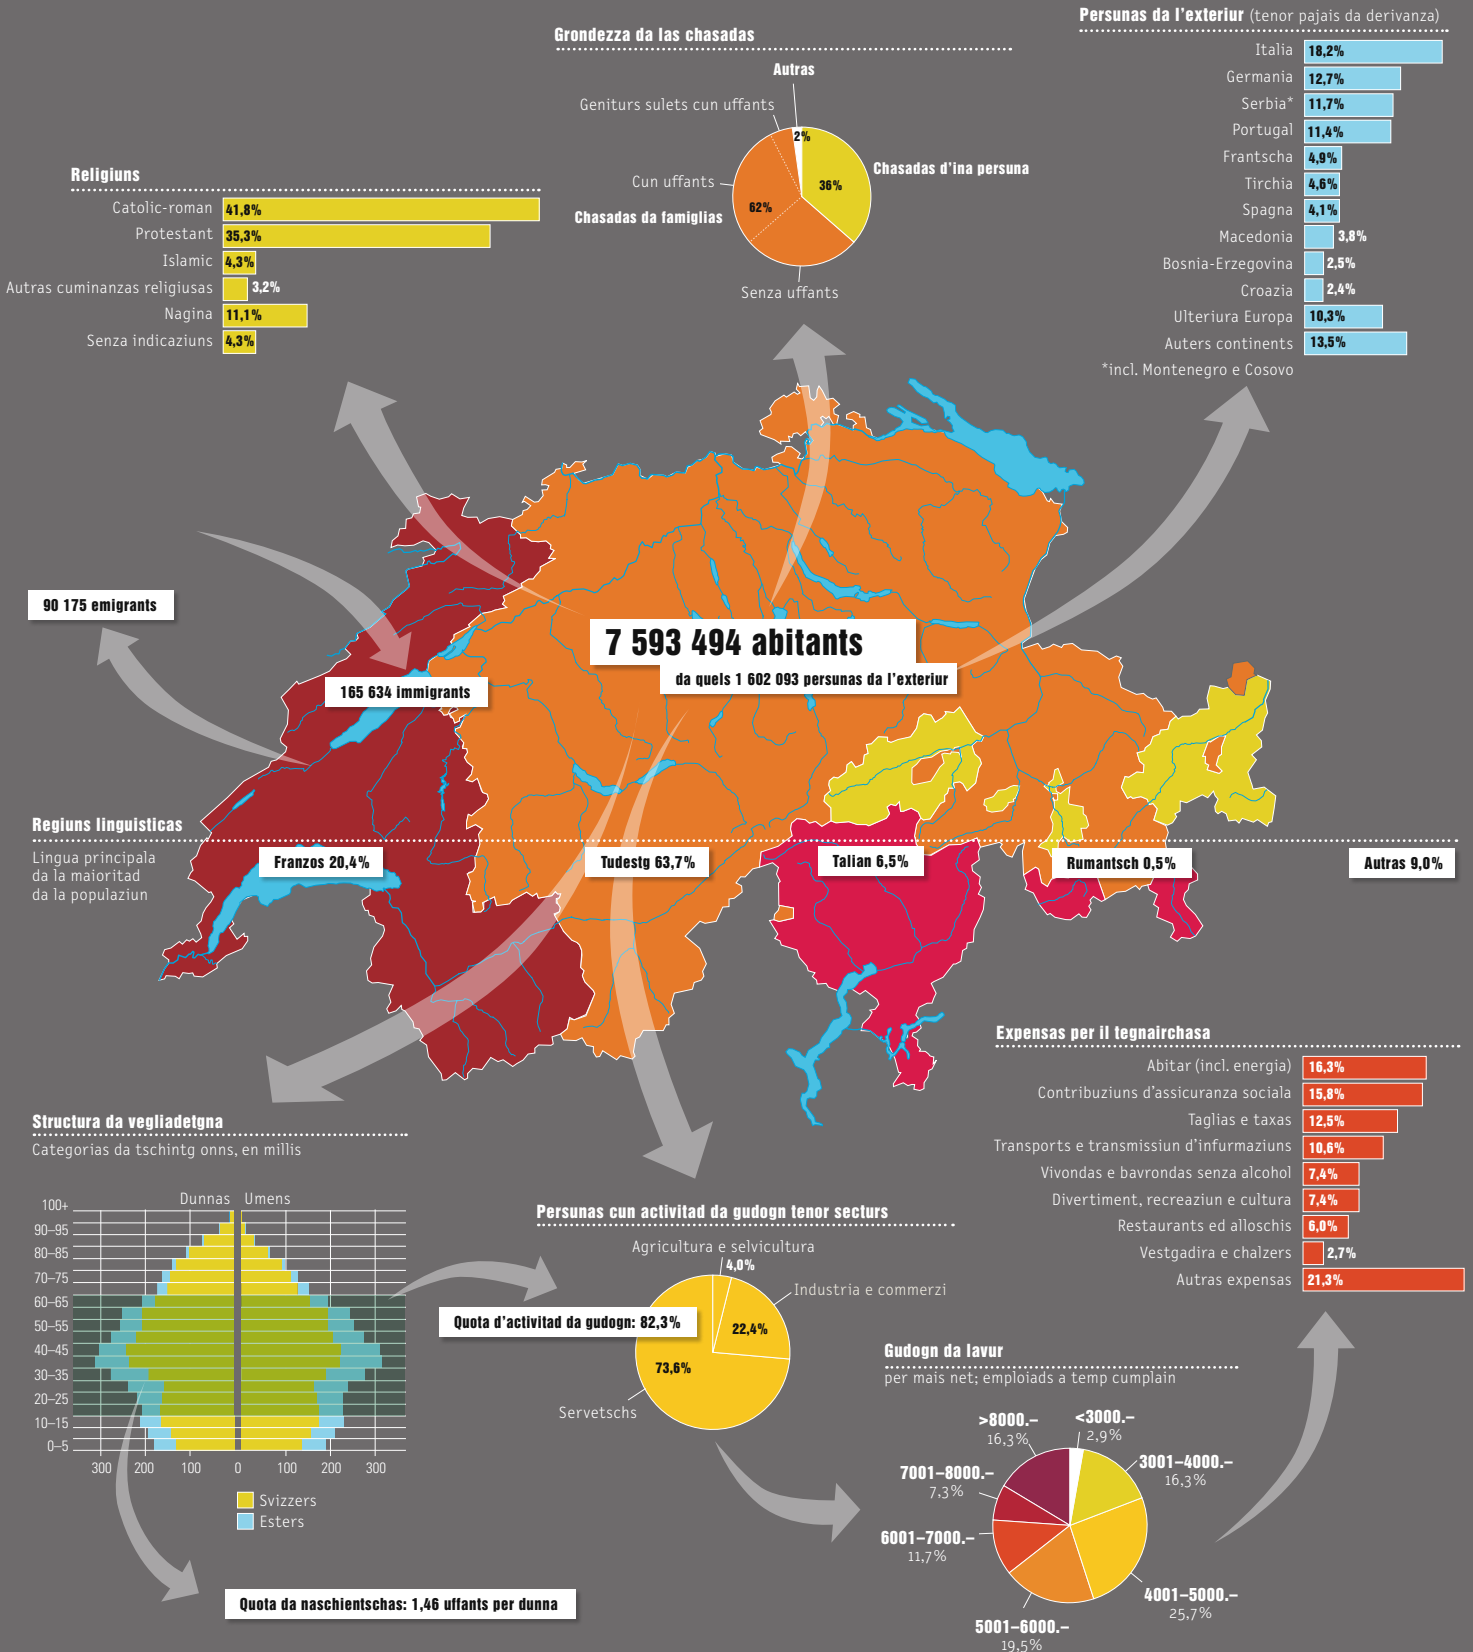 Persunas da l'exteriur (tenor pajais da derivanza)
Italia 18,2%
Germania 12,7%
Serbia* 11,7%
Portugal 11,4%
Frantscha 4,9%
Tirchia 4,6%
Spagna 4,1%
Macedonia 3,8%
Bosnia-Erzegovina 2,5%
Croazia 2,4%
Ulteriura Europa 10,3%
Auters continents 13,5%
*incl. Montenegro e Cosovo
Grondezza da las chasadas
Autras
Genitурs sulets cun uffants
2%
Chasadas d'ina persuna
36%
Cun uffants
62%
Chasadas da famiglias
Senza uffants
Religiuns
Catolic-roman 41,8%
Protestant 35,3%
Islamic 4,3%
Autras cuminanzas religiusas 3,2%
Nagina 11,1%
Senza indicaziuns 4,3%
90 175 emigrants
7 593 494 abitants
da quels 1 602 093 persunas da l'exteriur
165 634 immigrants
Regiuns linguisticas
Lingua principala
da la maioritad
da la populaziun
Franzos 20,4%
Tudestg 63,7%
Talian 6,5%
Rumantsch 0,5%
Autras 9,0%
Expensas per il tegnairchasa
Abitar (incl. energia) 16,3%
Contribuziuns d'assicuranza sociala 15,8%
Taglias e taxas 12,5%
Transports e transmissiun d'infurmaziuns 10,6%
Vivondas e bavrondas senza alcohol 7,4%
Divertiment, recreaziun e cultura 7,4%
Restaurants ed alloschis 6,0%
Vestgadira e chalzers 2,7%
Autras expensas 21,3%
Structura da vegliadetgna
Categorias da tschintg onns, en millis
Dunnas Umens
100+
90–95
80–85
70–75
60–65
50–55
40–45
30–35
20–25
10–15
0–5
300 200 100 0 100 200 300
Svizzers
Esters
Quota da naschientschas: 1,46 uffants per dunna
Persunas cun activitad da gudogn tenor secturs
Agricultura e selvicultura
4,0%
Industria e commerzi
22,4%
Quota d'activitad da gudogn: 82,3%
73,6%
Servetschs
Gudogn da lavur
per mais net; emploiads a temp cumplain
>8000.–
16,3%
<3000.–
2,9%
3001–4000.–
16,3%
7001–8000.–
7,3%
6001–7000.–
11,7%
4001–5000.–
25,7%
5001–6000.–
19,5%